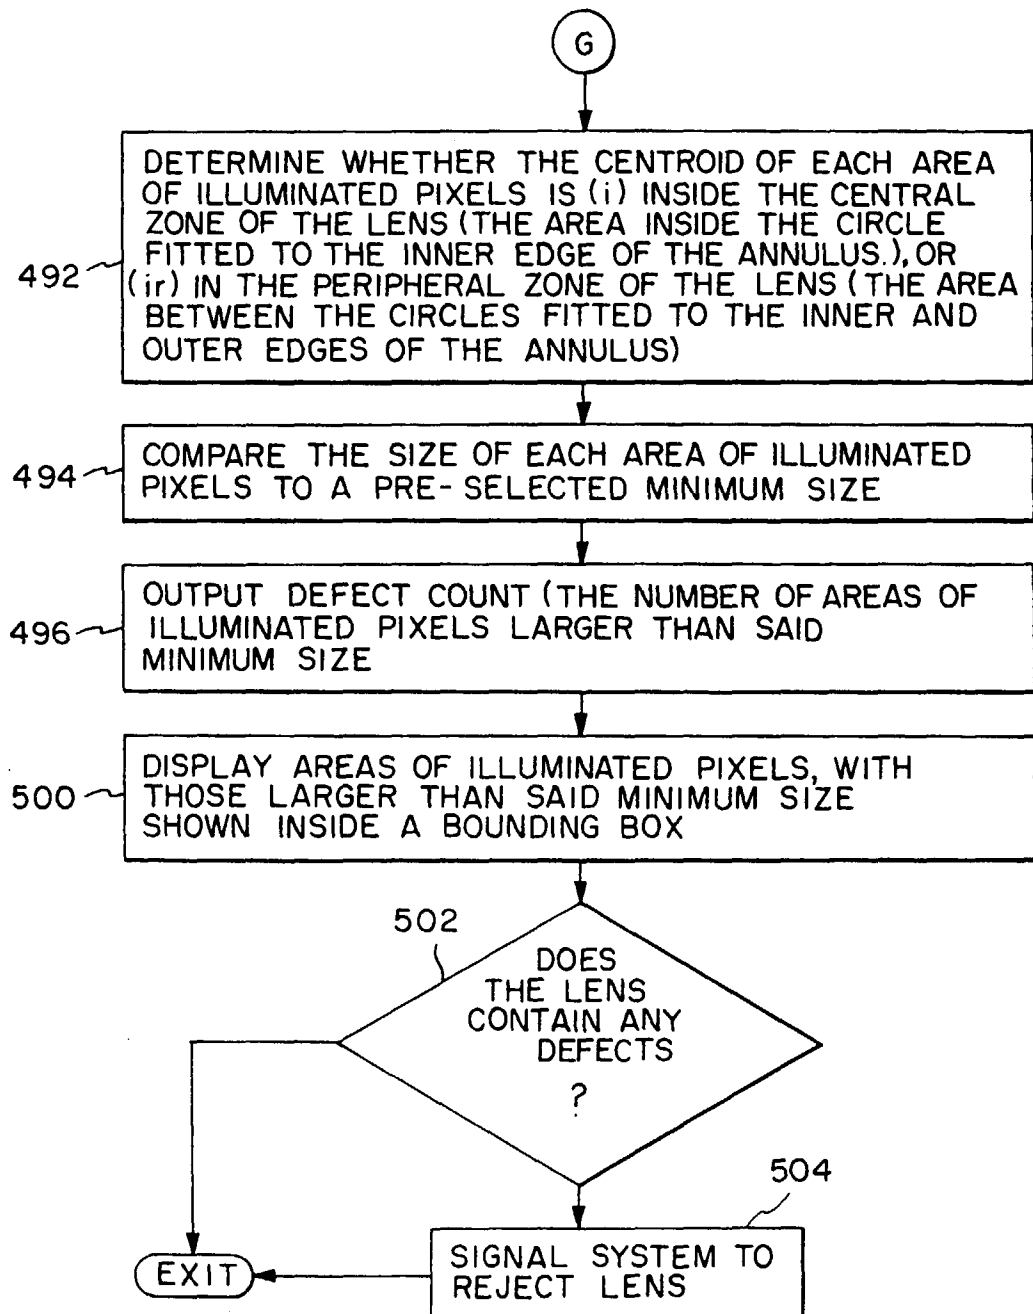 G
DETERMINE WHETHER THE CENTROID OF EACH AREA
OF ILLUMINATED PIXELS IS (i) INSIDE THE CENTRAL
ZONE OF THE LENS (THE AREA INSIDE THE CIRCLE
FITTED TO THE INNER EDGE OF THE ANNULUS.), OR
(ir) IN THE PERIPHERAL ZONE OF THE LENS (THE AREA
BETWEEN THE CIRCLES FITTED TO THE INNER AND
OUTER EDGES OF THE ANNULUS)
492
COMPARE THE SIZE OF EACH AREA OF ILLUMINATED
PIXELS TO A PRE-SELECTED MINIMUM SIZE
494
OUTPUT DEFECT COUNT (THE NUMBER OF AREAS OF
ILLUMINATED PIXELS LARGER THAN SAID
MINIMUM SIZE
496
DISPLAY AREAS OF ILLUMINATED PIXELS, WITH
THOSE LARGER THAN SAID MINIMUM SIZE
SHOWN INSIDE A BOUNDING BOX
500
502
DOES
THE LENS
CONTAIN ANY
DEFECTS
?
504
SIGNAL SYSTEM TO
REJECT LENS
EXIT